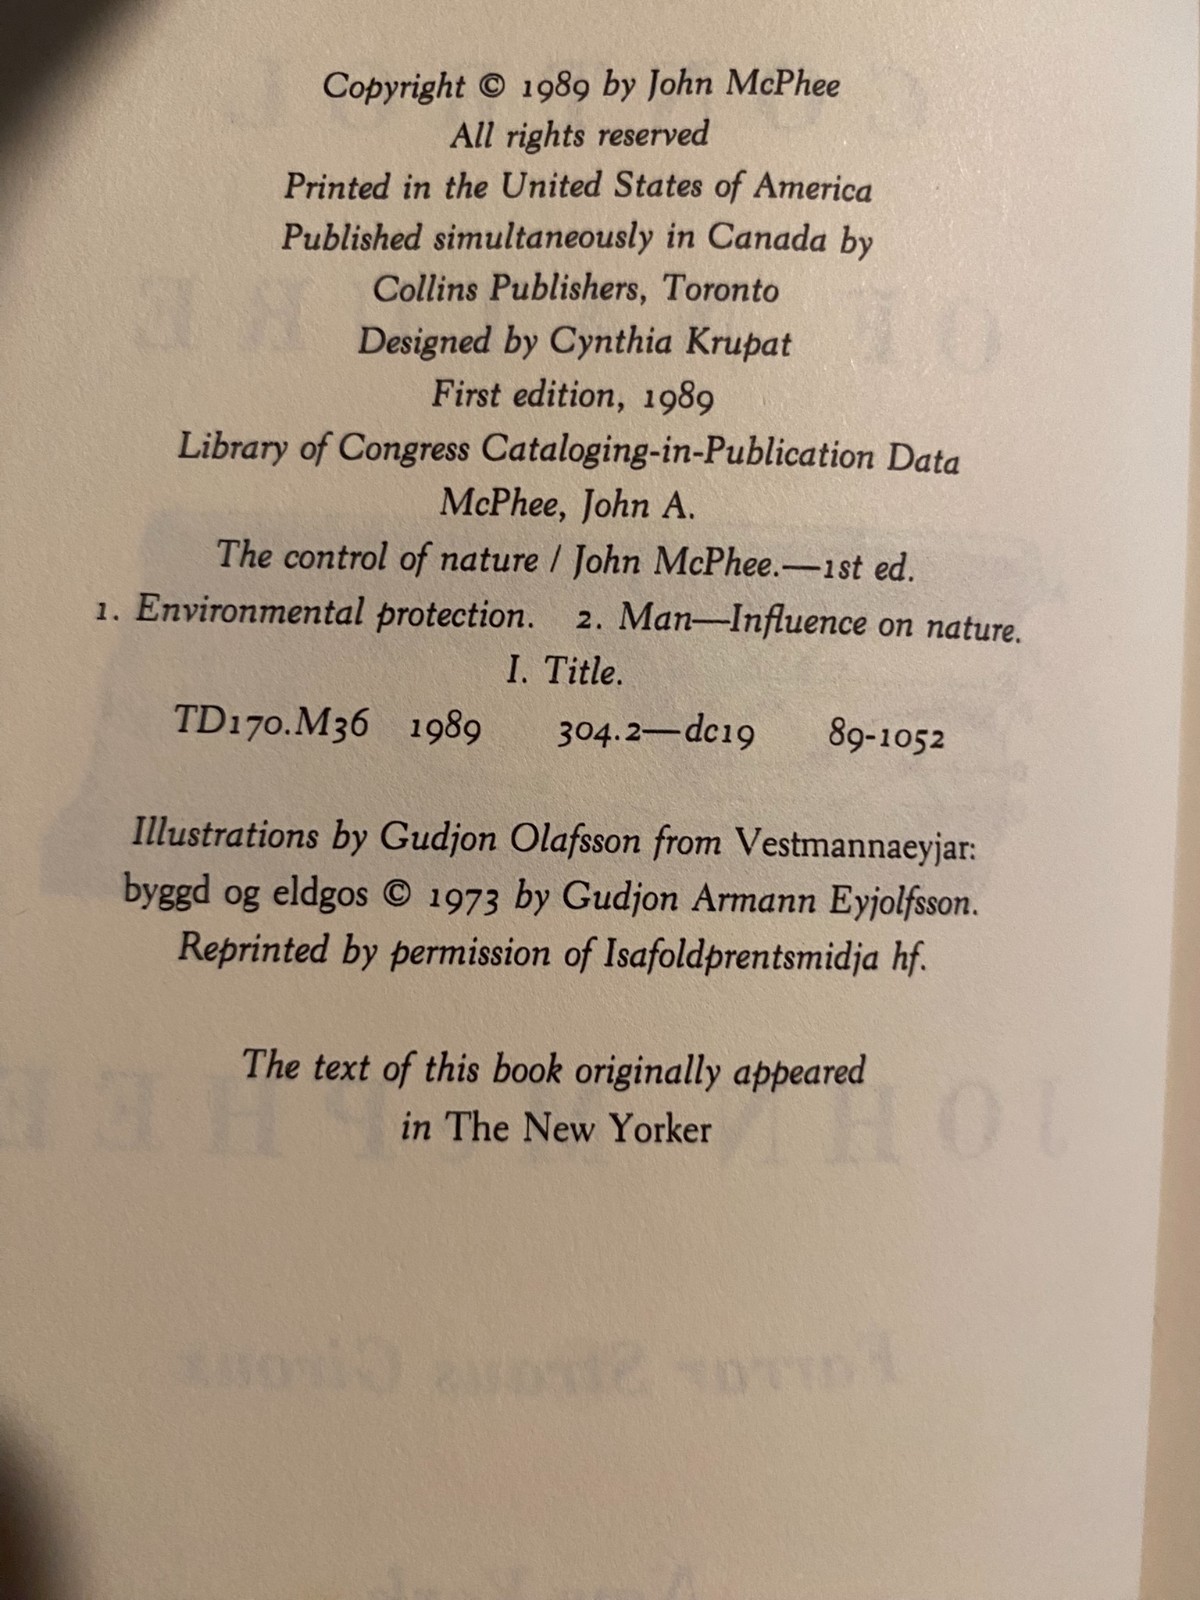 Copyright © 1989 by John McPhee
All rights reserved
Printed in the United States of America
Published simultaneously in Canada by
Collins Publishers, Toronto
Designed by Cynthia Krupat
First edition, 1989
Library of Congress Cataloging-in-Publication Data
McPhee, John A.
The control of nature / John McPhee.—1st ed.
1. Environmental protection. 2. Man—Influence on nature.
I. Title.
TD170.M36 1989 304.2—dc19 89-1052
Illustrations by Gudjon Olafsson from Vestmannaeyjar:
byggd og eldgos © 1973 by Gudjon Armann Eyjolfsson.
Reprinted by permission of Isafoldprentsmidja hf.
The text of this book originally appeared
in The New Yorker